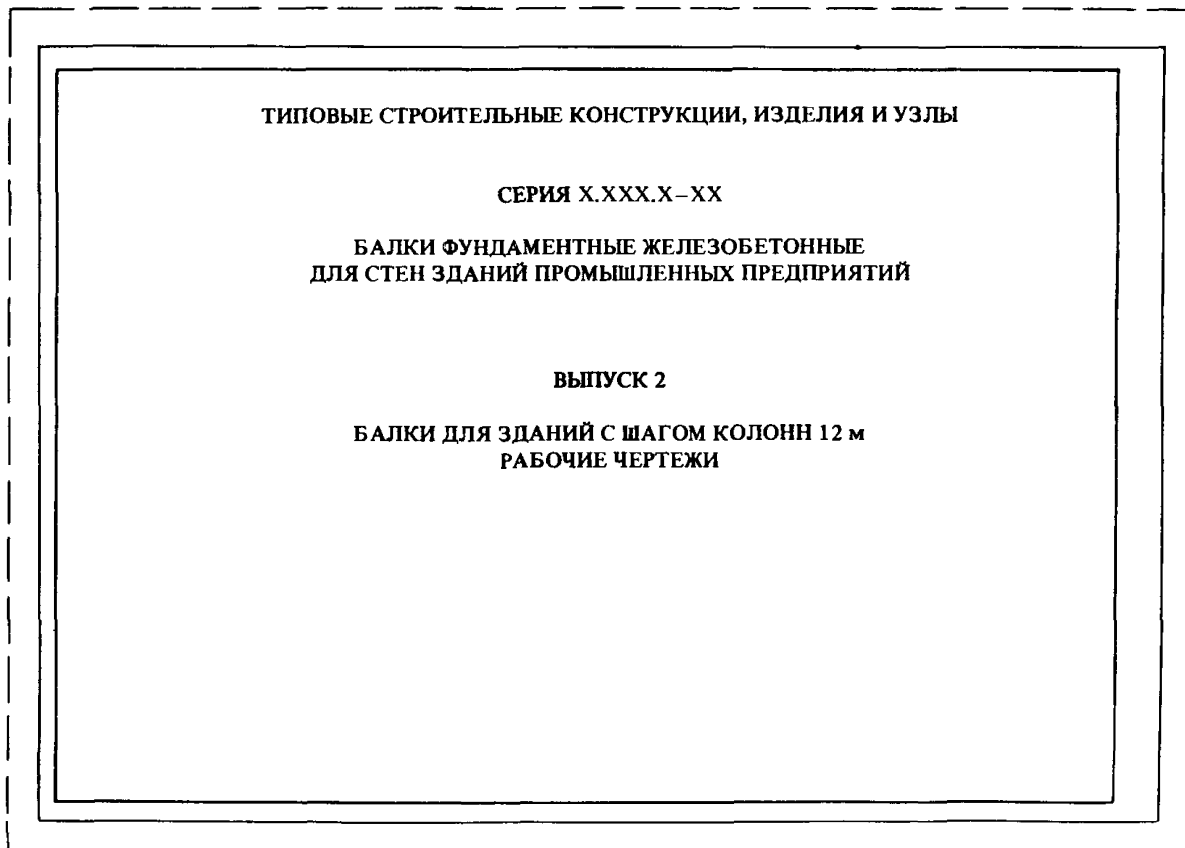 ТИПОВЫЕ СТРОИТЕЛЬНЫЕ КОНСТРУКЦИИ, ИЗДЕЛИЯ И УЗЛЫ
СЕРИЯ X.XXX.X–XX
БАЛКИ ФУНДАМЕНТНЫЕ ЖЕЛЕЗОБЕТОННЫЕ
ДЛЯ СТЕН ЗДАНИЙ ПРОМЫШЛЕННЫХ ПРЕДПРИЯТИЙ
ВЫПУСК 2
БАЛКИ ДЛЯ ЗДАНИЙ С ШАГОМ КОЛОНН 12 м
РАБОЧИЕ ЧЕРТЕЖИ